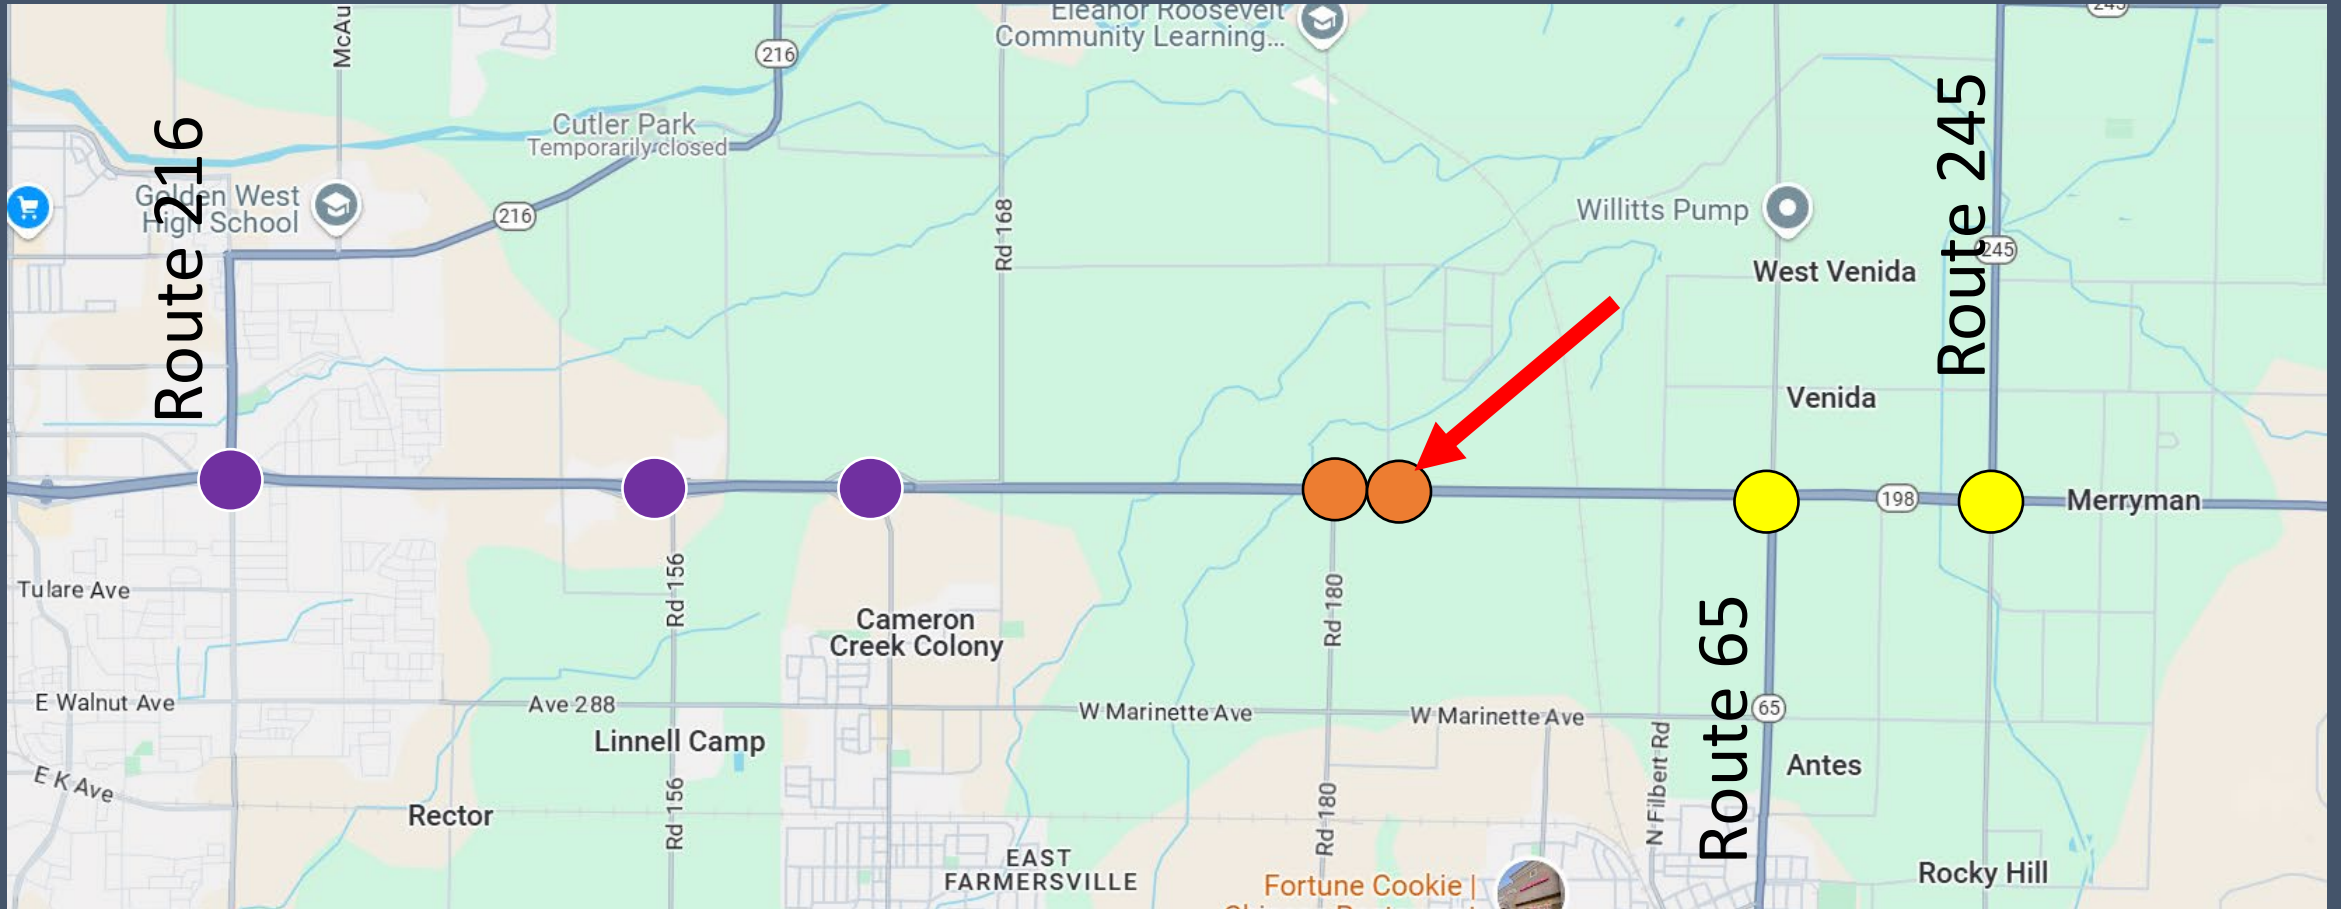 McAu
Eleanor Roosevelt
Community Learning...
245
216
Cutler Park
Temporarily closed
Route 216
Golden West
High School
216
Rd 168
Willitts Pump
Route 245
245
West Venida
Venida
198
Merryman
Tulare Ave
Rd 156
Cameron
Creek Colony
Rd 180
Route 65
E Walnut Ave
Ave 288
W Marinette Ave
W Marinette Ave
65
Linnell Camp
N Filbert Rd
Antes
E K Ave
Rector
Rd 156
Rd 180
EAST
FARMERSVILLE
Rocky Hill
Fortune Cookie |